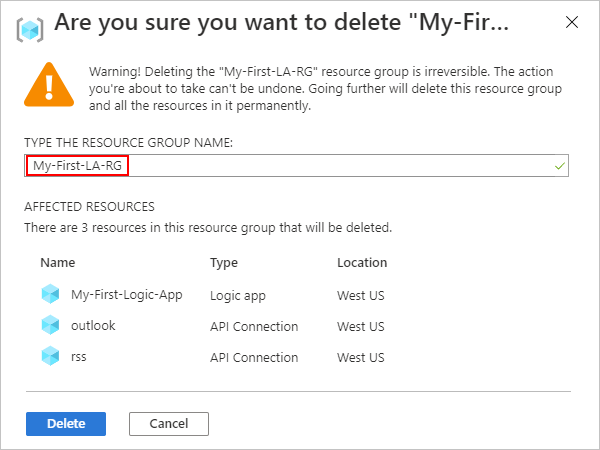 Are you sure you want to delete "My-Fir...
Warning! Deleting the "My-First-LA-RG" resource group is irreversible. The action
you're about to take can't be undone. Going further will delete this resource group
and all the resources in it permanently.
TYPE THE RESOURCE GROUP NAME:
My-First-LA-RG
AFFECTED RESOURCES
There are 3 resources in this resource group that will be deleted.
Name Type Location
My-First-Logic-App Logic app West US
outlook API Connection West US
rss API Connection West US
Delete Cancel